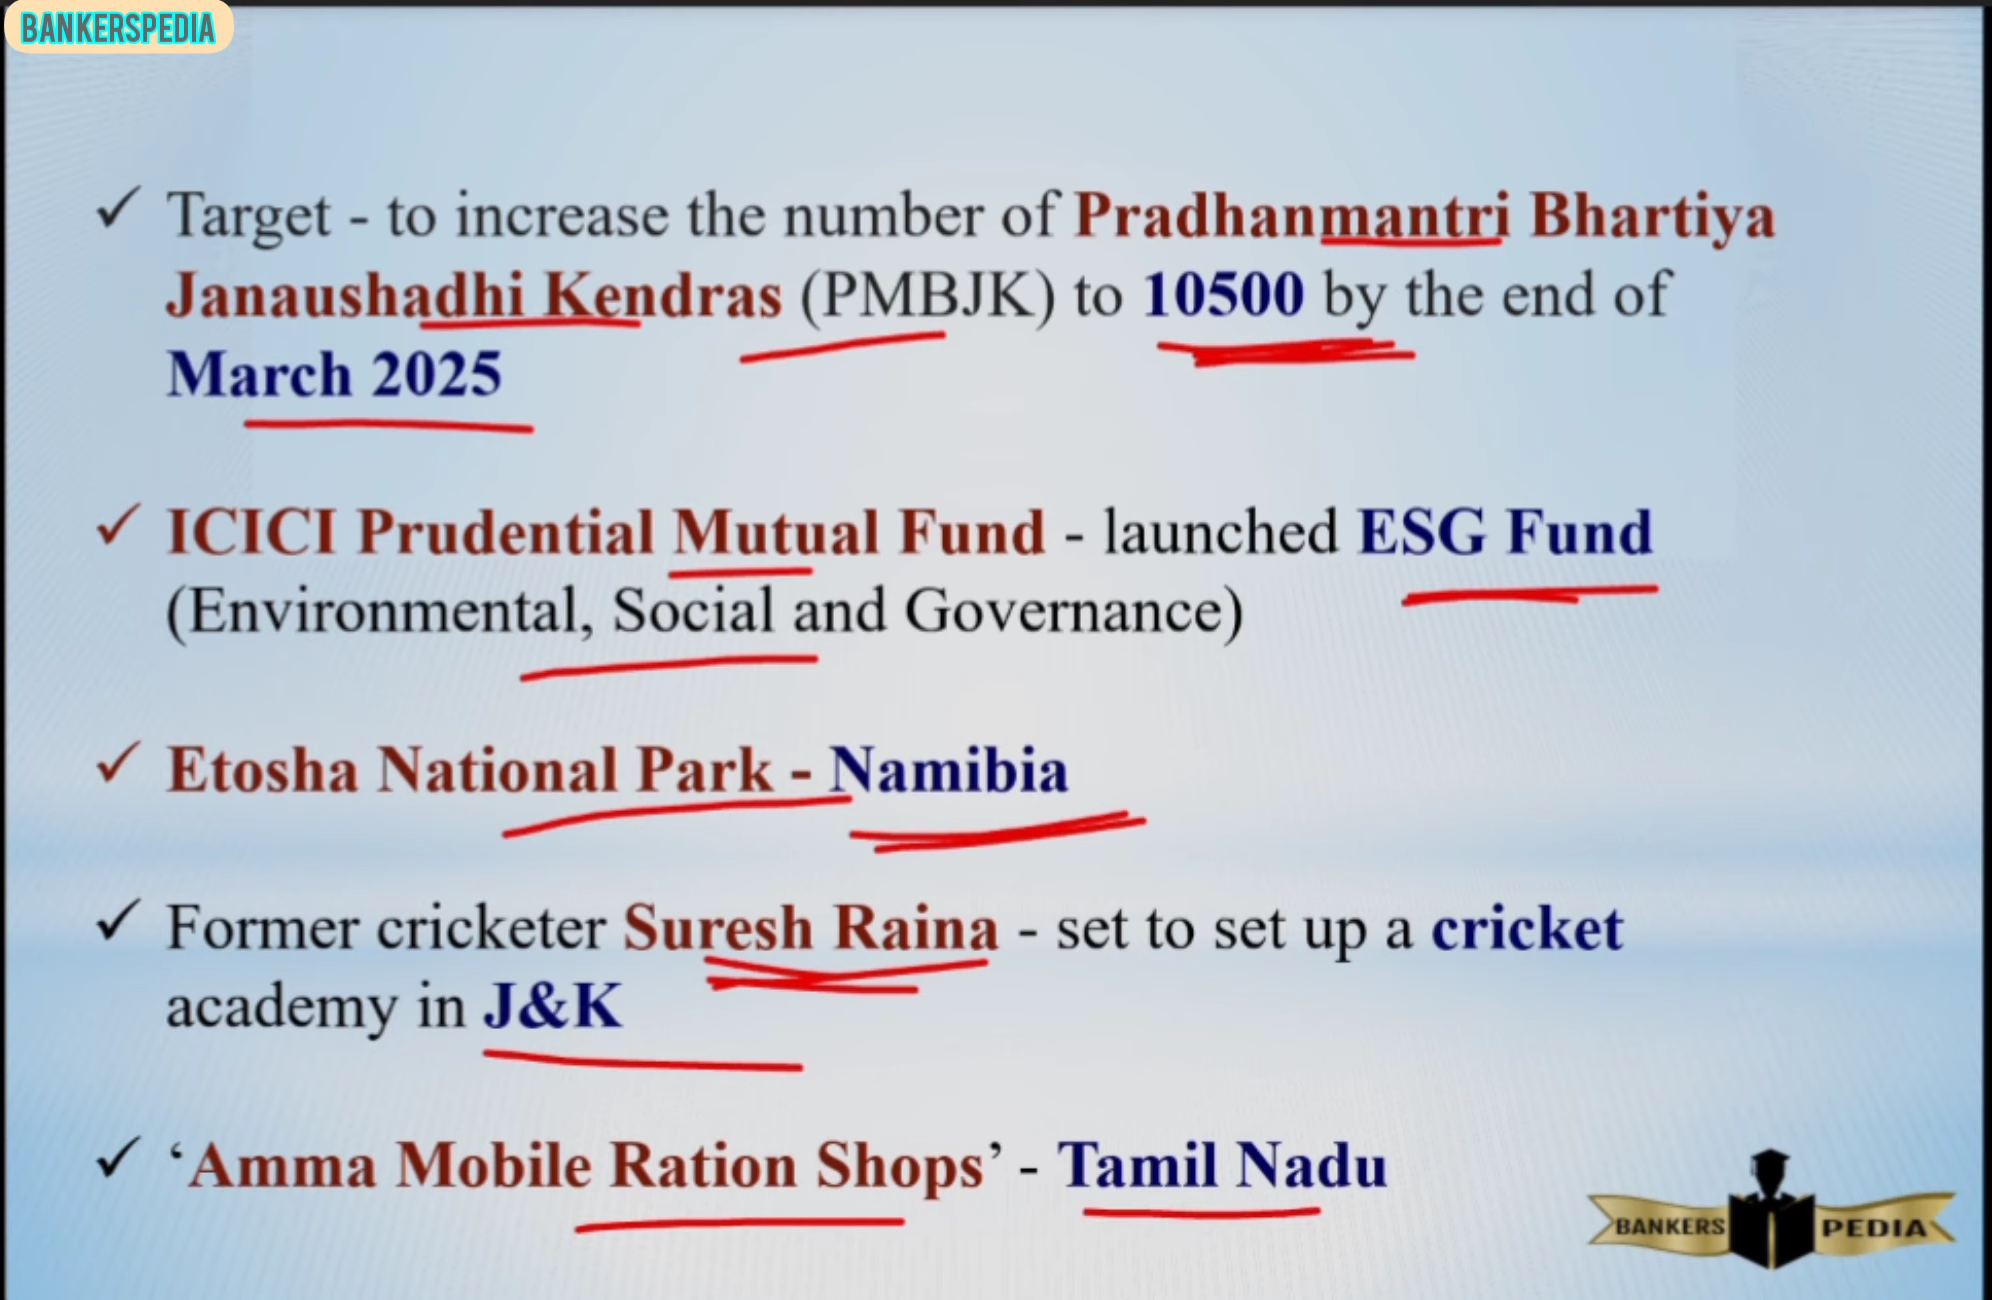 BANKERSPEDIA
✓ Target - to increase the number of Pradhanmantri Bhartiya
Janaushadhi Kendras (PMBJK) to 10500 by the end of
March 2025
✓ ICICI Prudential Mutual Fund - launched ESG Fund
(Environmental, Social and Governance)
✓ Etosha National Park - Namibia
✓ Former cricketer Suresh Raina - set to set up a cricket
academy in J&K
✓ ‘Amma Mobile Ration Shops’ - Tamil Nadu
BANKERS PEDIA